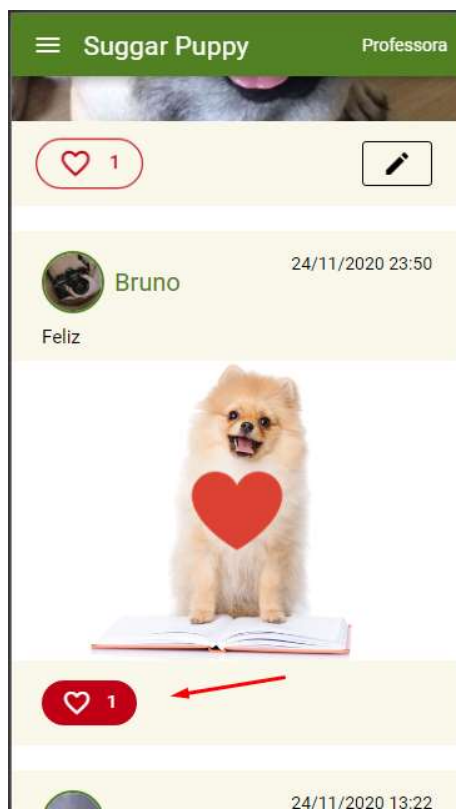 Suggar Puppy Professora
1
Bruno 24/11/2020 23:50
Feliz
1
24/11/2020 13:22